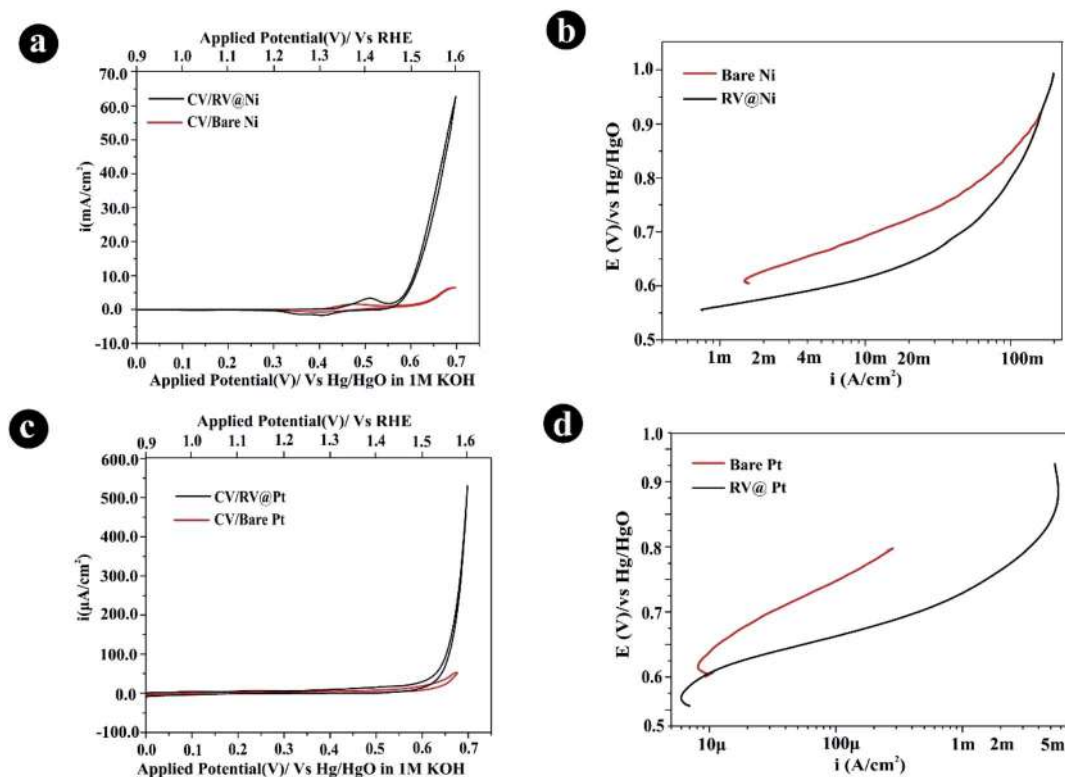 a
Applied Potential(V)/ Vs RHE
0.9 1.0 1.1 1.2 1.3 1.4 1.5 1.6
70.0
60.0
50.0
40.0
30.0
20.0
10.0
0.0
-10.0
i(mA/cm²)
CV/RV@Ni
CV/Bare Ni
0.0 0.1 0.2 0.3 0.4 0.5 0.6 0.7
Applied Potential(V)/ Vs Hg/HgO in 1M KOH
b
1.0
0.9
0.8
0.7
0.6
0.5
E (V)/vs Hg/HgO
Bare Ni
RV@Ni
1m 2m 4m 10m 20m 100m
i (A/cm²)
c
Applied Potential(V)/ Vs RHE
0.9 1.0 1.1 1.2 1.3 1.4 1.5 1.6
600.0
500.0
400.0
300.0
200.0
100.0
0.0
-100.0
i(µA/cm²)
CV/RV@Pt
CV/Bare Pt
0.0 0.1 0.2 0.3 0.4 0.5 0.6 0.7
Applied Potential(V)/ Vs Hg/HgO in 1M KOH
d
1.0
0.9
0.8
0.7
0.6
0.5
E (V)/vs Hg/HgO
Bare Pt
RV@ Pt
10µ 100µ 1m 2m 5m
i (A/cm²)